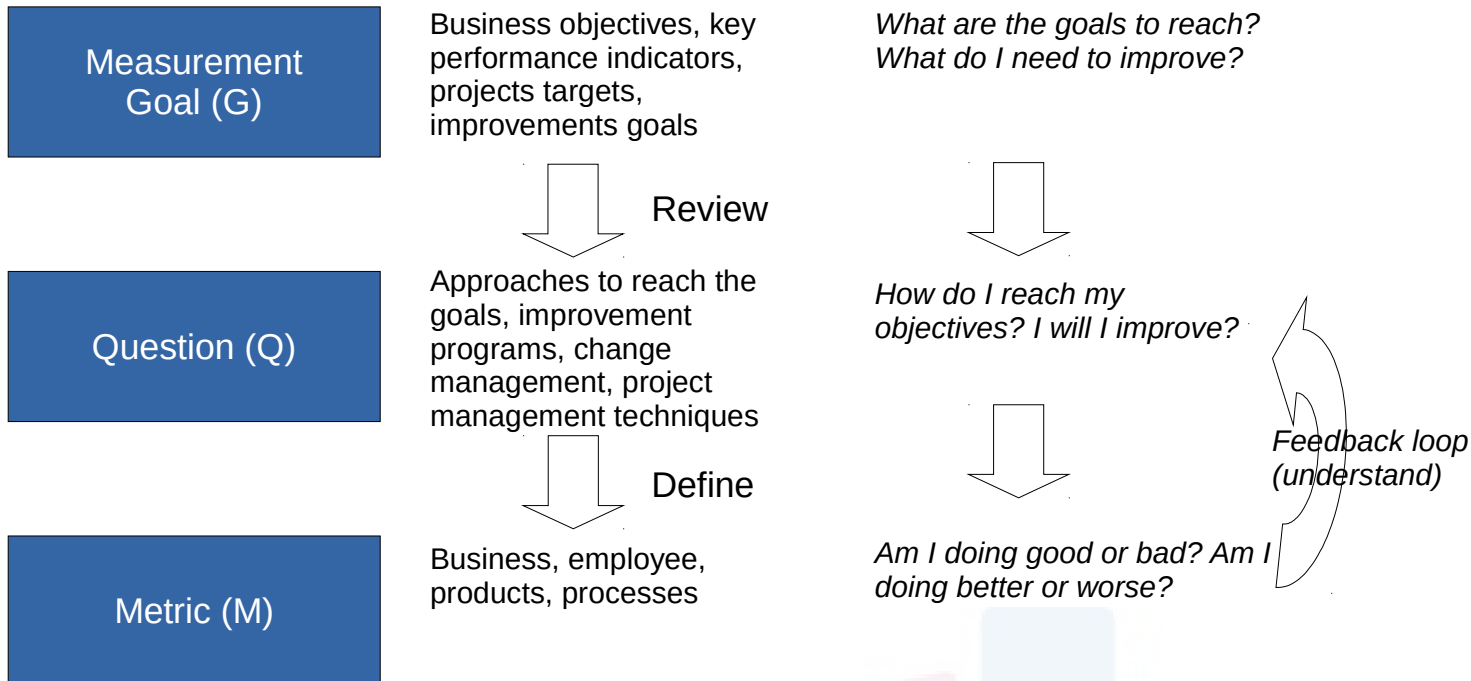 Measurement
Goal (G)
Business objectives, key
performance indicators,
projects targets,
improvements goals
What are the goals to reach?
What do I need to improve?
Review
Question (Q)
Approaches to reach the
goals, improvement
programs, change
management, project
management techniques
How do I reach my
objectives? I will I improve?
Feedback loop
(understand)
Define
Metric (M)
Business, employee,
products, processes
Am I doing good or bad? Am I
doing better or worse?